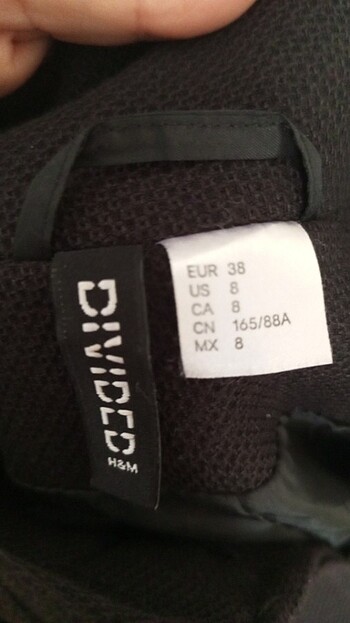 DIVIDED
H&M
EUR 38
US 8
CA 8
CN 165/88A
MX 8